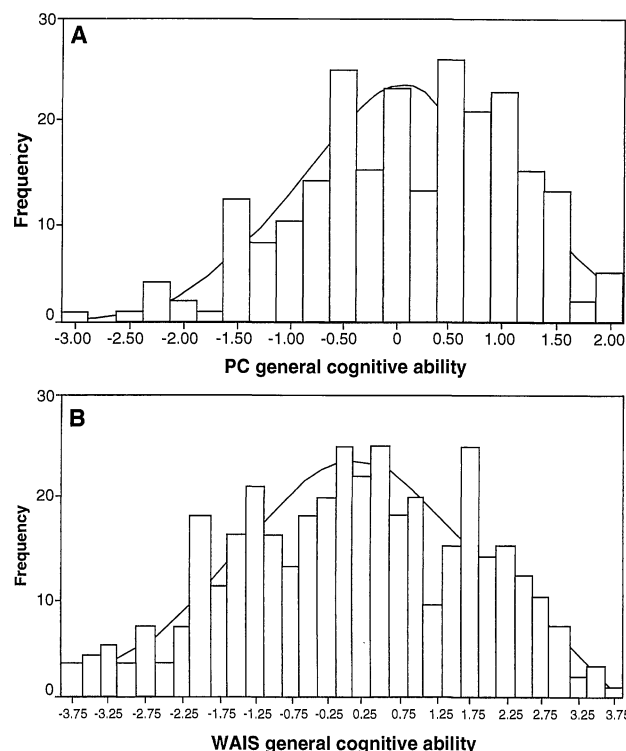 A
30
20
10
0
Frequency
-3.00 -2.50 -2.00 -1.50 -1.00 -0.50 0 0.50 1.00 1.50 2.00
PC general cognitive ability
B
30
20
10
0
Frequency
-3.75 -3.25 -2.75 -2.25 -1.75 -1.25 -0.75 -0.25 0.25 0.75 1.25 1.75 2.25 2.75 3.25 3.75
WAIS general cognitive ability